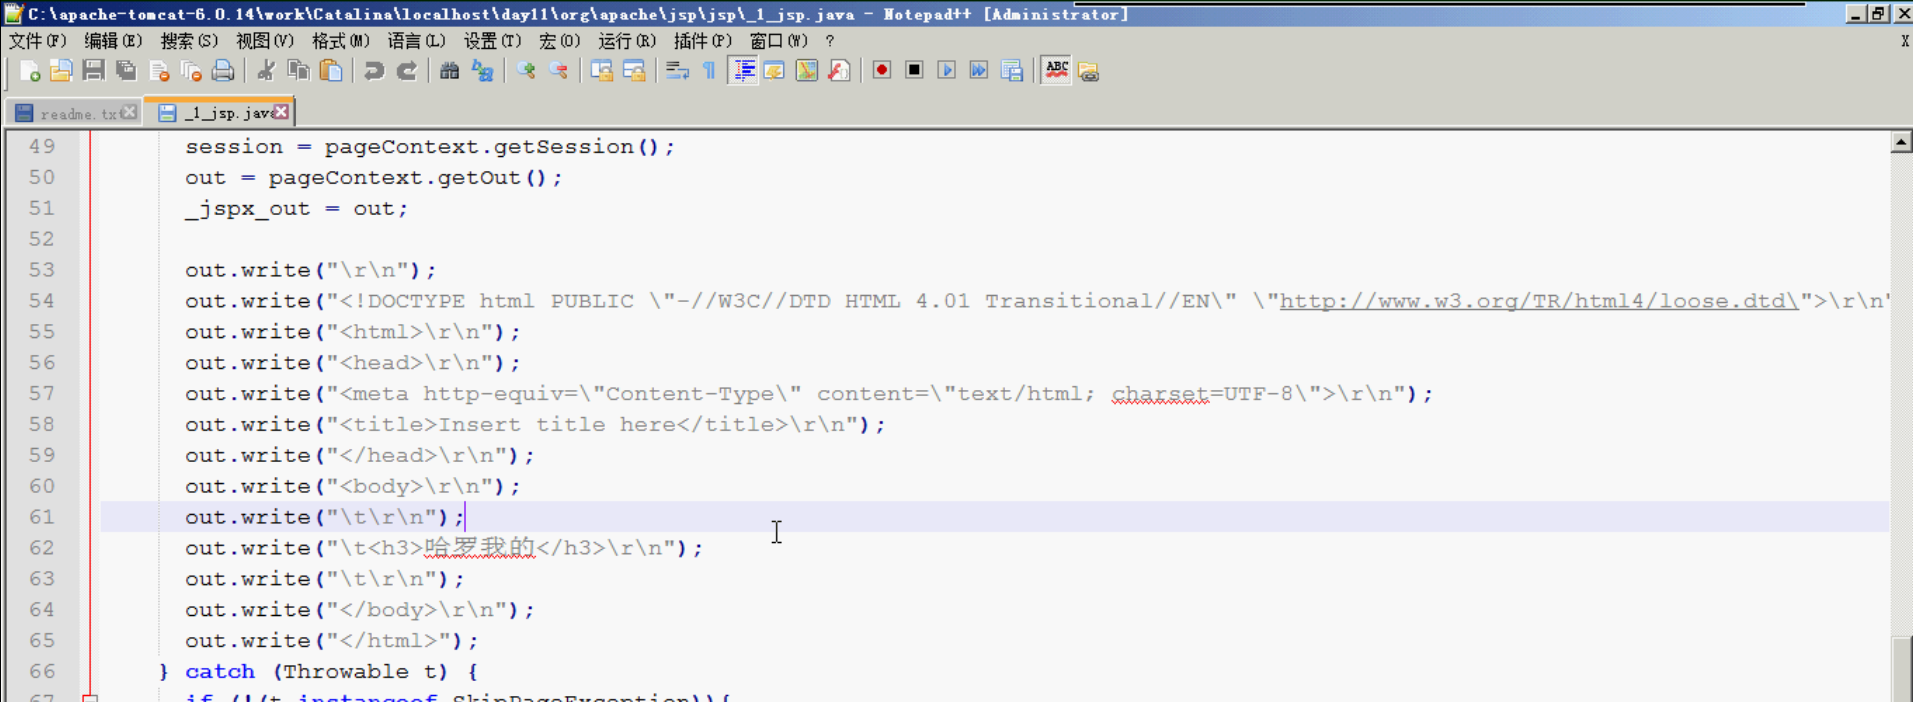 C:\apache-tomcat-6.0.14\work\Catalina\localhost\day11\org\apache\jsp\jsp\_1_jsp.java - Notepad++ [Administrator]
文件(F) 编辑(E) 搜索(S) 视图(V) 格式(M) 语言(L) 设置(T) 宏(O) 运行(R) 插件(P) 窗口(W) ? X
ABC
readme.txt _1_jsp.java
49 session = pageContext.getSession();
50 out = pageContext.getOut();
51 _jspx_out = out;
52
53 out.write("\r\n");
54 out.write("<!DOCTYPE html PUBLIC \"-//W3C//DTD HTML 4.01 Transitional//EN\" \"http://www.w3.org/TR/html4/loose.dtd\">\r\n"
55 out.write("<html>\r\n");
56 out.write("<head>\r\n");
57 out.write("<meta http-equiv=\"Content-Type\" content=\"text/html; charset=UTF-8\">\r\n");
58 out.write("<title>Insert title here</title>\r\n");
59 out.write("</head>\r\n");
60 out.write("<body>\r\n");
61 out.write("\t\r\n");
62 out.write("\t<h3>哈罗我的</h3>\r\n");
63 out.write("\t\r\n");
64 out.write("</body>\r\n");
65 out.write("</html>");
66 } catch (Throwable t) {
67 if (!(t instanceof SkipPageException)){